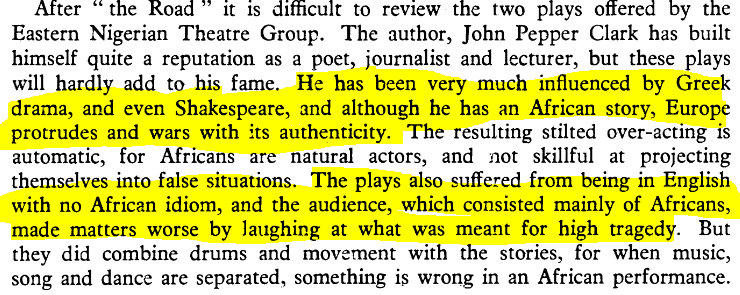 After “ the Road ” it is difficult to review the two plays offered by the
Eastern Nigerian Theatre Group. The author, John Pepper Clark has built
himself quite a reputation as a poet, journalist and lecturer, but these plays
will hardly add to his fame. He has been very much influenced by Greek
drama, and even Shakespeare, and although he has an African story, Europe
protrudes and wars with its authenticity. The resulting stilted over-acting is
automatic, for Africans are natural actors, and not skillful at projecting
themselves into false situations. The plays also suffered from being in English
with no African idiom, and the audience, which consisted mainly of Africans,
made matters worse by laughing at what was meant for high tragedy. But
they did combine drums and movement with the stories, for when music,
song and dance are separated, something is wrong in an African performance.